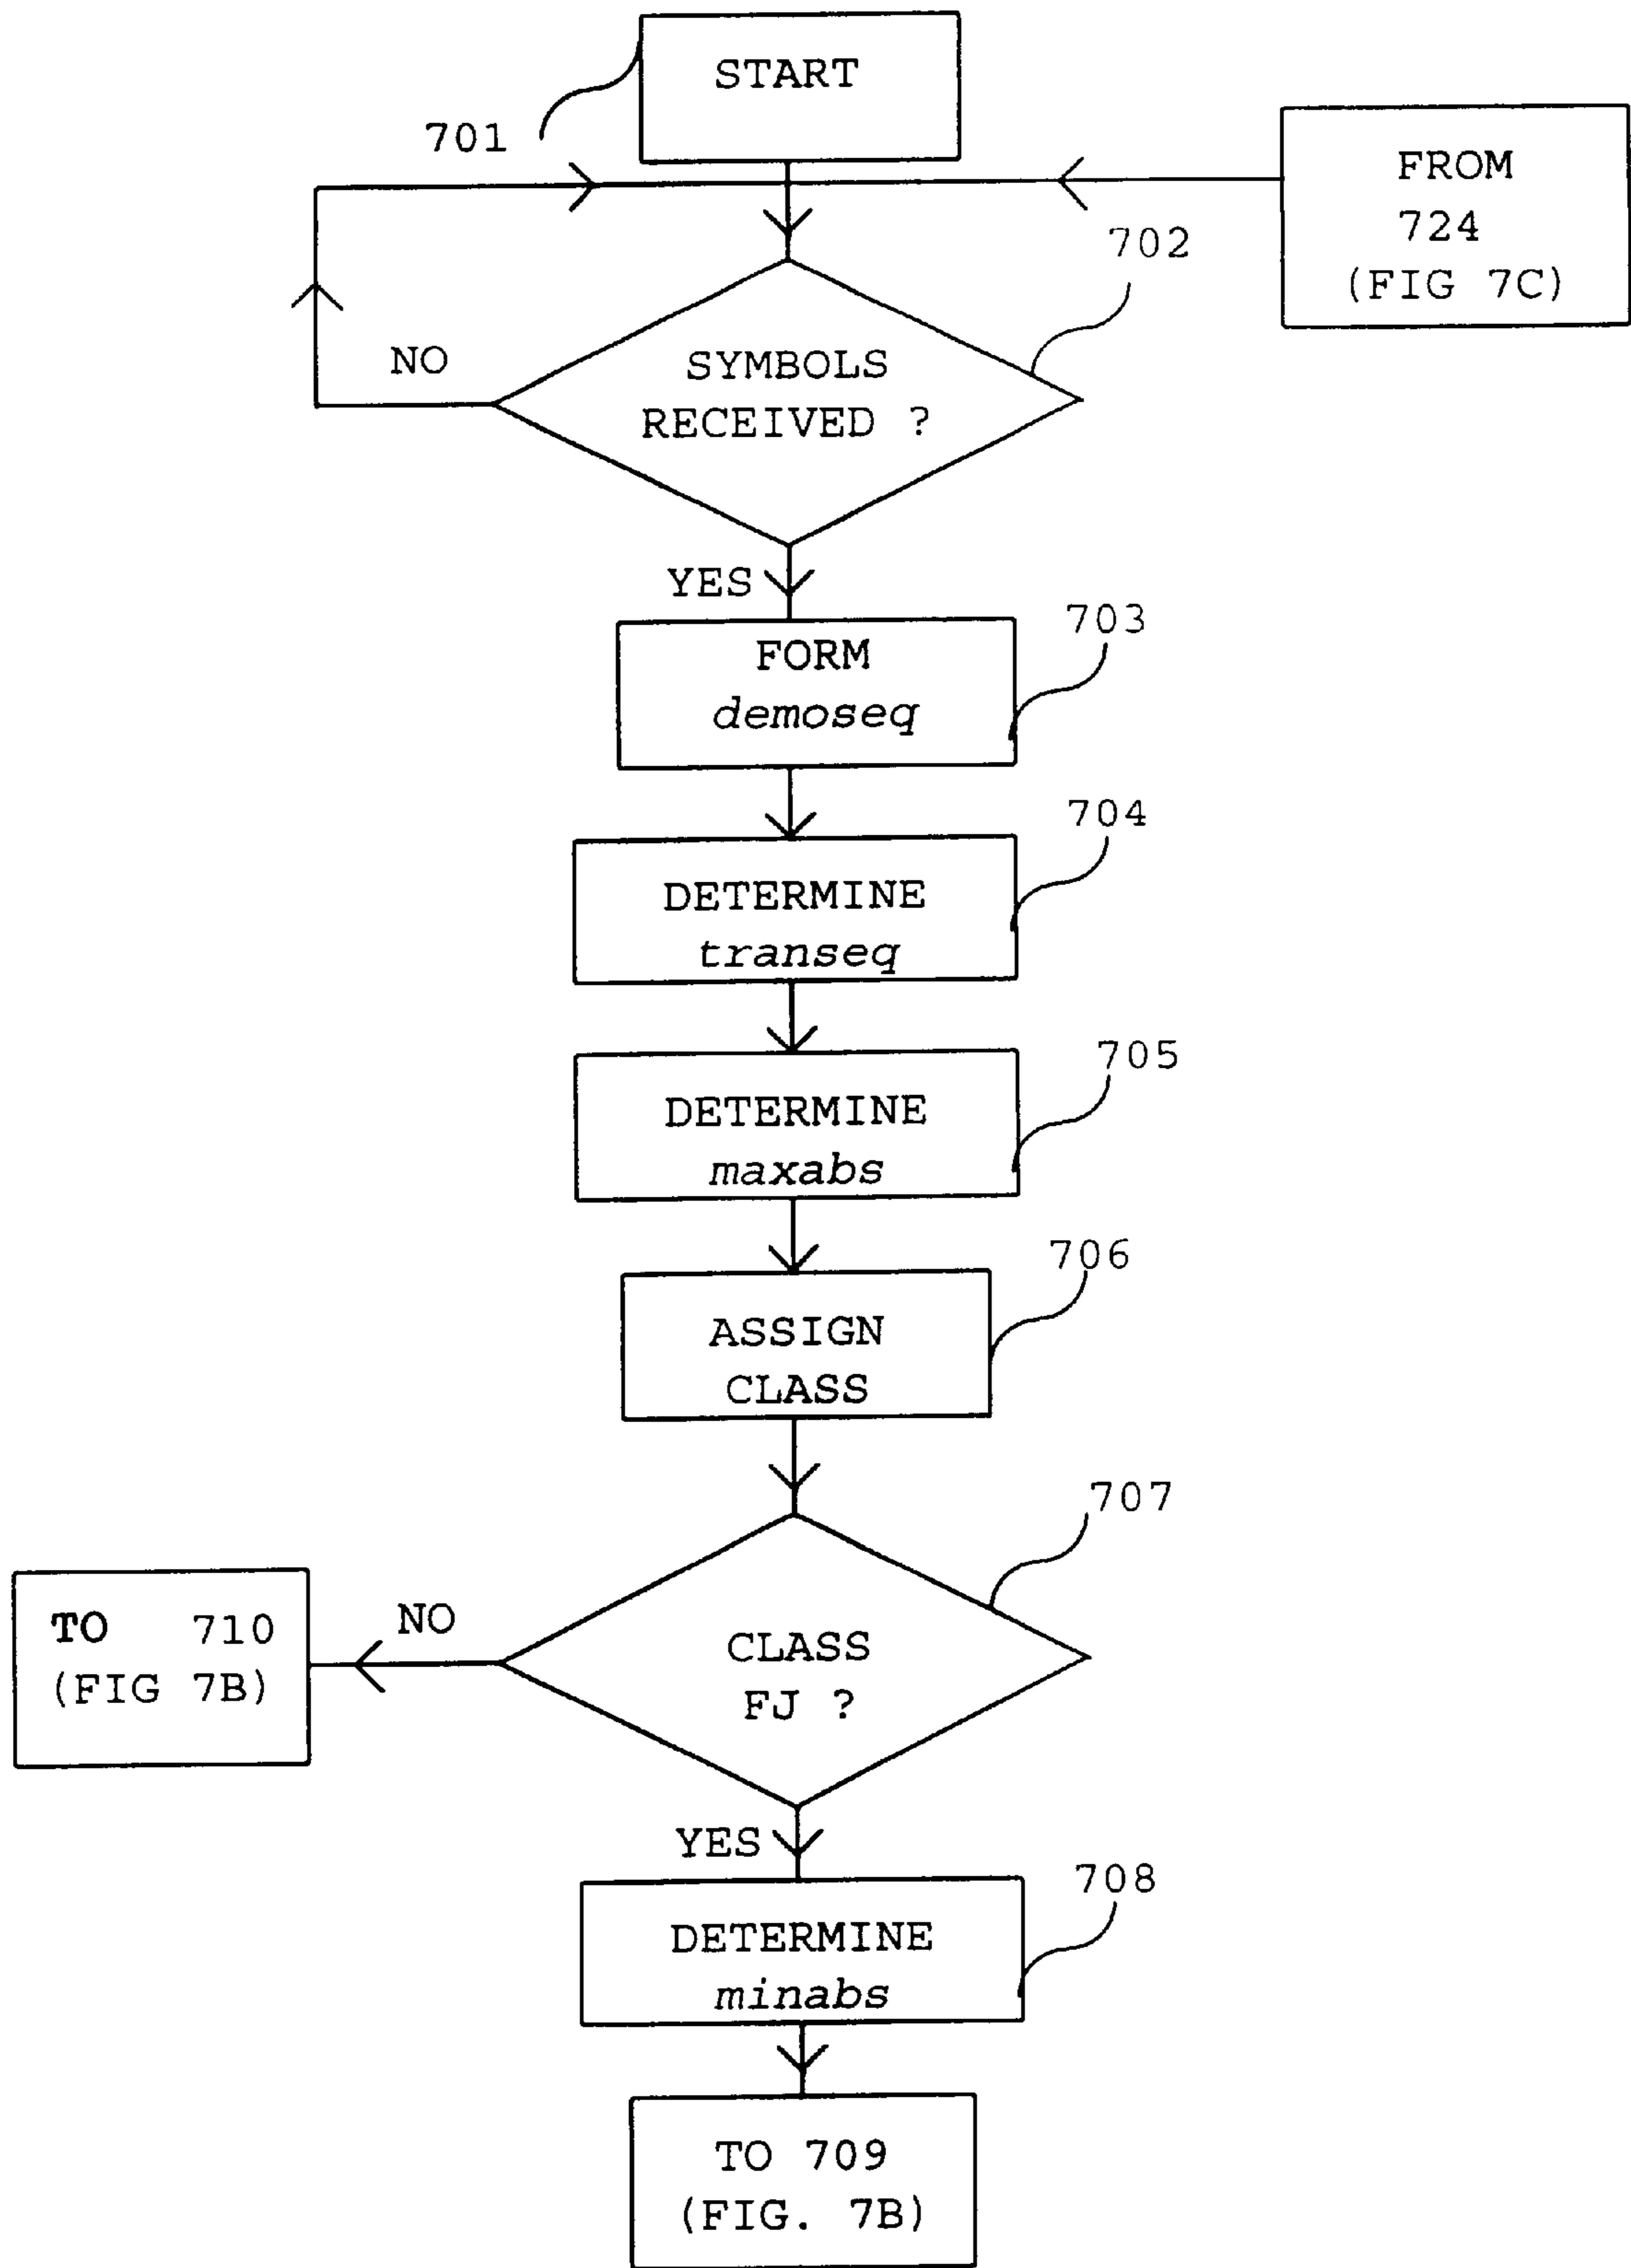 START
701
FROM
724
(FIG 7C)
702
NO
SYMBOLS
RECEIVED ?
YES
703
FORM
demoseq
704
DETERMINE
transeq
705
DETERMINE
maxabs
706
ASSIGN
CLASS
707
TO 710
(FIG 7B)
NO
CLASS
FJ ?
YES
708
DETERMINE
minabs
TO 709
(FIG. 7B)